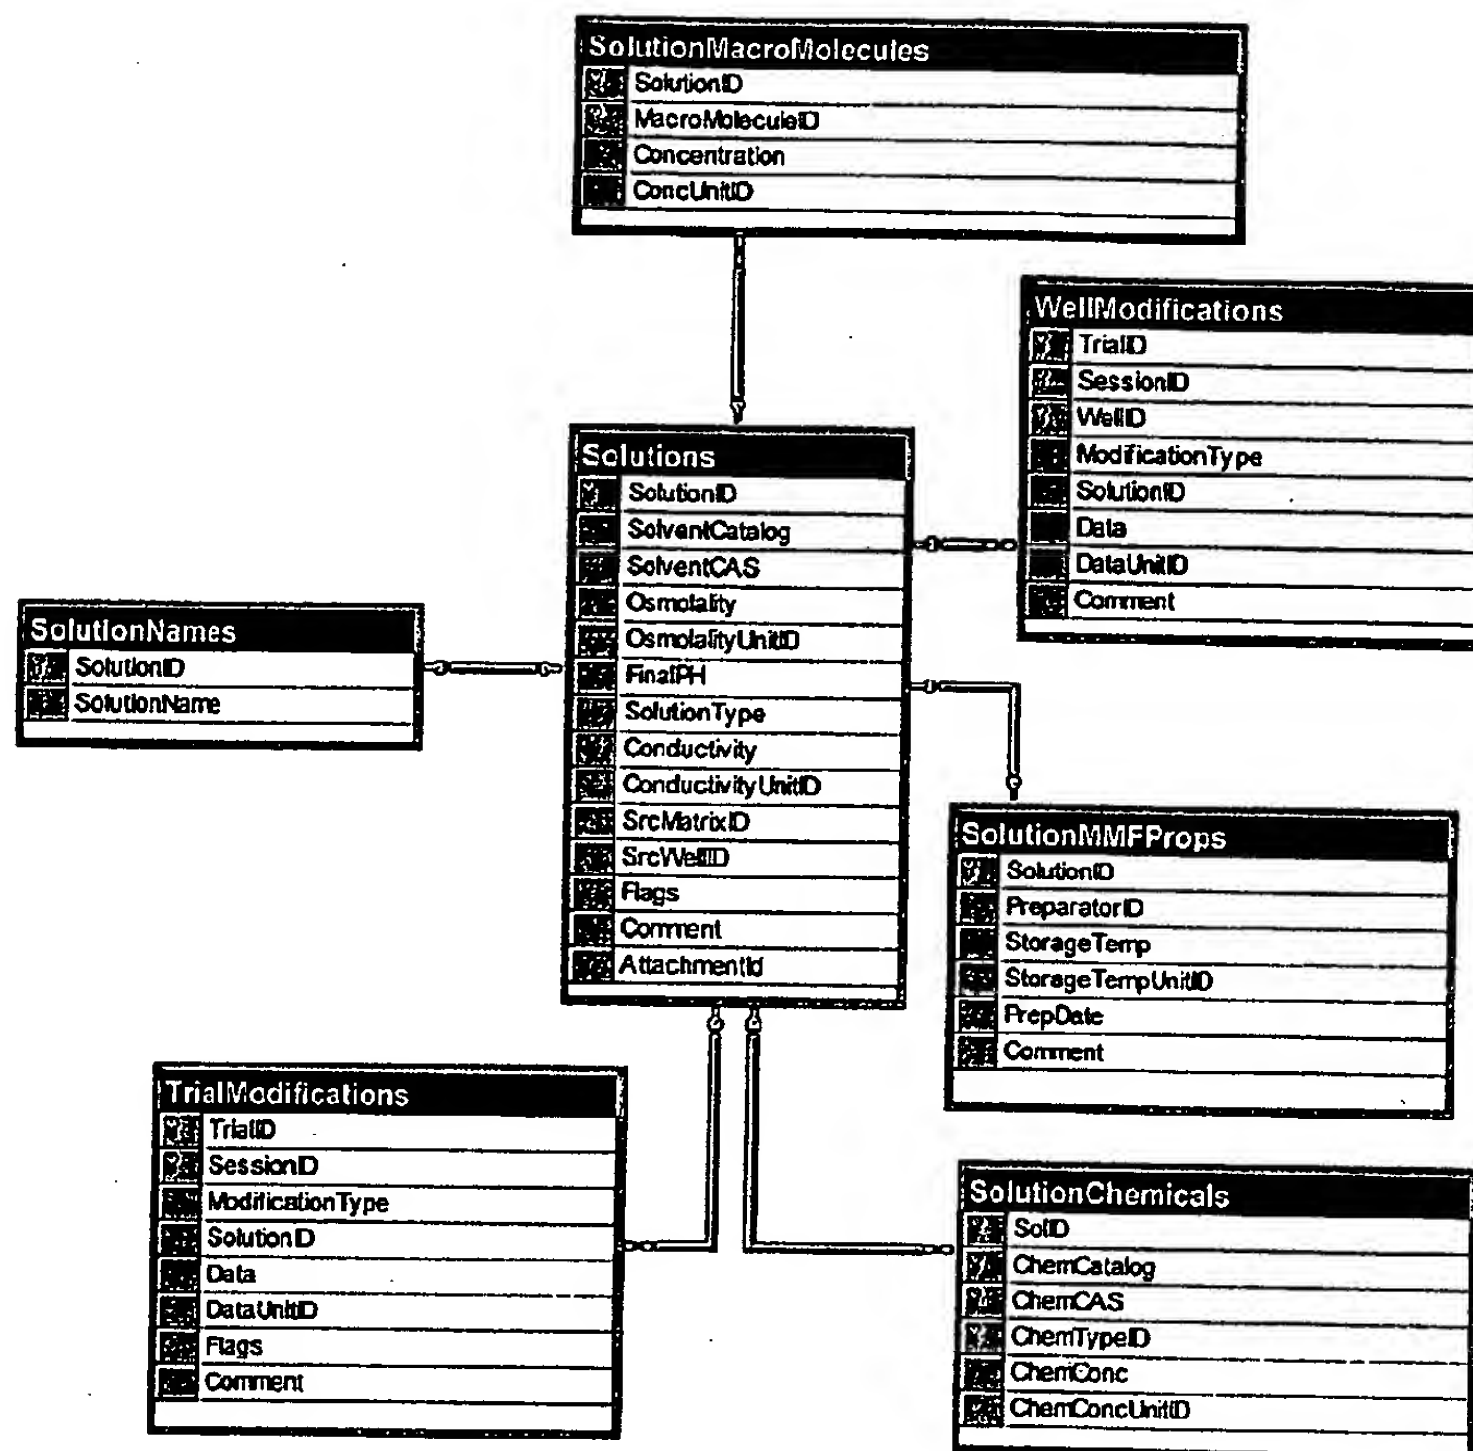 SolutionMacroMolecules
SolutionID
MacroMoleculeID
Concentration
ConcUnitID
WellModifications
TrialID
SessionID
WellID
ModificationType
SolutionID
Data
DataUnitID
Comment
Solutions
SolutionID
SolventCatalog
SolventCAS
Osmolality
OsmolalityUnitID
FinalPH
SolutionType
Conductivity
ConductivityUnitID
SrcMatrixID
SrcWellID
Flags
Comment
AttachmentId
SolutionNames
SolutionID
SolutionName
SolutionMMFProps
SolutionID
PreparatorID
StorageTemp
StorageTempUnitID
PrepDate
Comment
TrialModifications
TrialID
SessionID
ModificationType
SolutionID
Data
DataUnitID
Flags
Comment
SolutionChemicals
SolID
ChemCatalog
ChemCAS
ChemTypeID
ChemConc
ChemConcUnitID